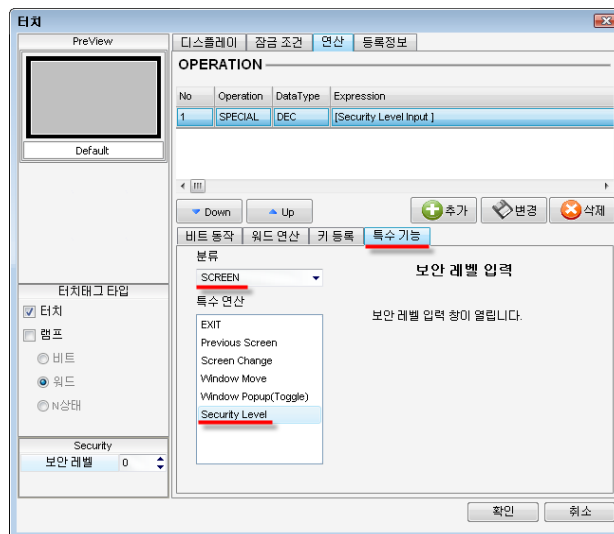 터치
PreView
Default
터치태그 타입
터치
램프
비트
워드
N상태
Security
보안 레벨 0
디스플레이 잠금 조건 연산 등록정보
OPERATION
No Operation DataType Expression
1 SPECIAL DEC [Security Level Input ]
Down Up 추가 변경 삭제
비트 동작 워드 연산 키 등록 특수 기능
분류
SCREEN
특수 연산
EXIT
Previous Screen
Screen Change
Window Move
Window Popup(Toggle)
Security Level
보안 레벨 입력
보안 레벨 입력 창이 열립니다.
확인 취소